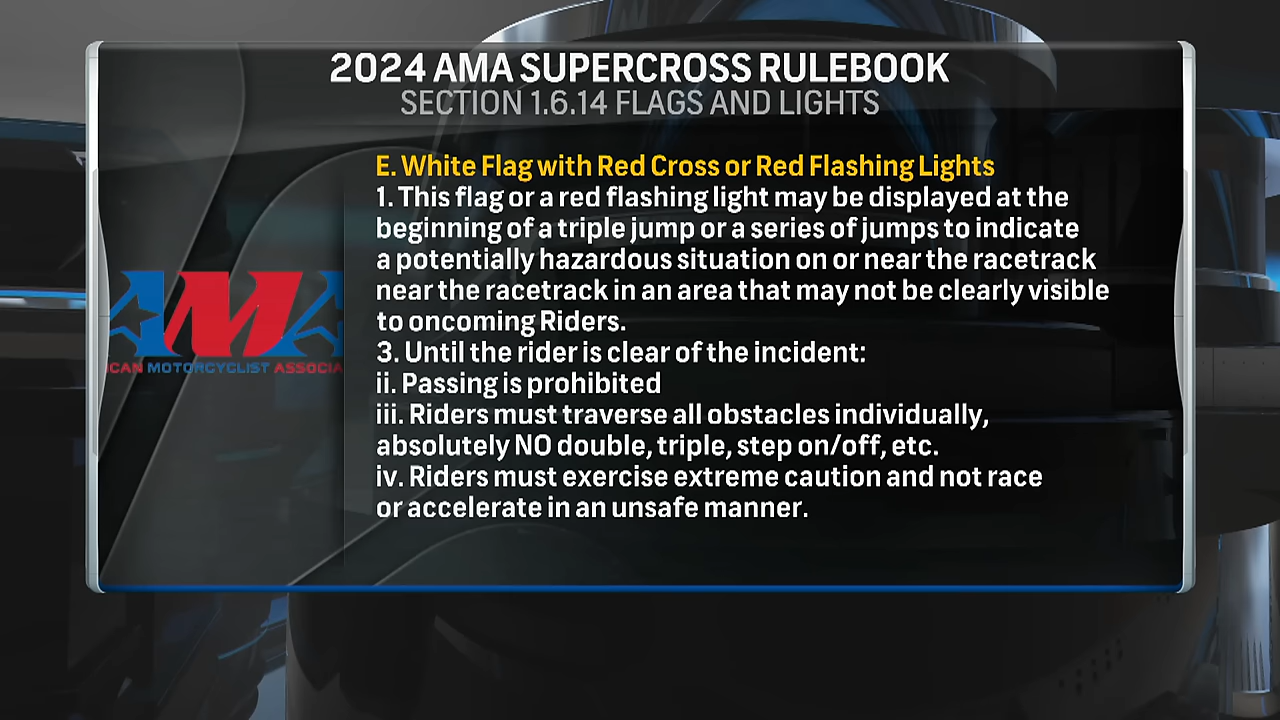 2024 AMA SUPERCROSS RULEBOOK
SECTION 1.6.14 FLAGS AND LIGHTS
E. White Flag with Red Cross or Red Flashing Lights
1. This flag or a red flashing light may be displayed at the
beginning of a triple jump or a series of jumps to indicate
a potentially hazardous situation on or near the racetrack
near the racetrack in an area that may not be clearly visible
to oncoming Riders.
3. Until the rider is clear of the incident:
ii. Passing is prohibited
iii. Riders must traverse all obstacles individually,
absolutely NO double, triple, step on/off, etc.
iv. Riders must exercise extreme caution and not race
or accelerate in an unsafe manner.
AMA
ICAN MOTORCYCLIST ASSOCIA